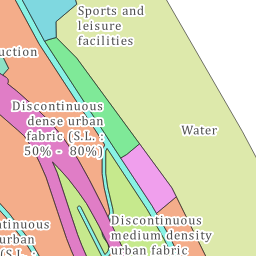 Sports and
leisure
facilities
uction
Discontinuous
dense urban
fabric (S.L. :
50% - 80%)
Water
Discontinuous
medium density
urban fabric
ntinuous
urban
(S.L. :